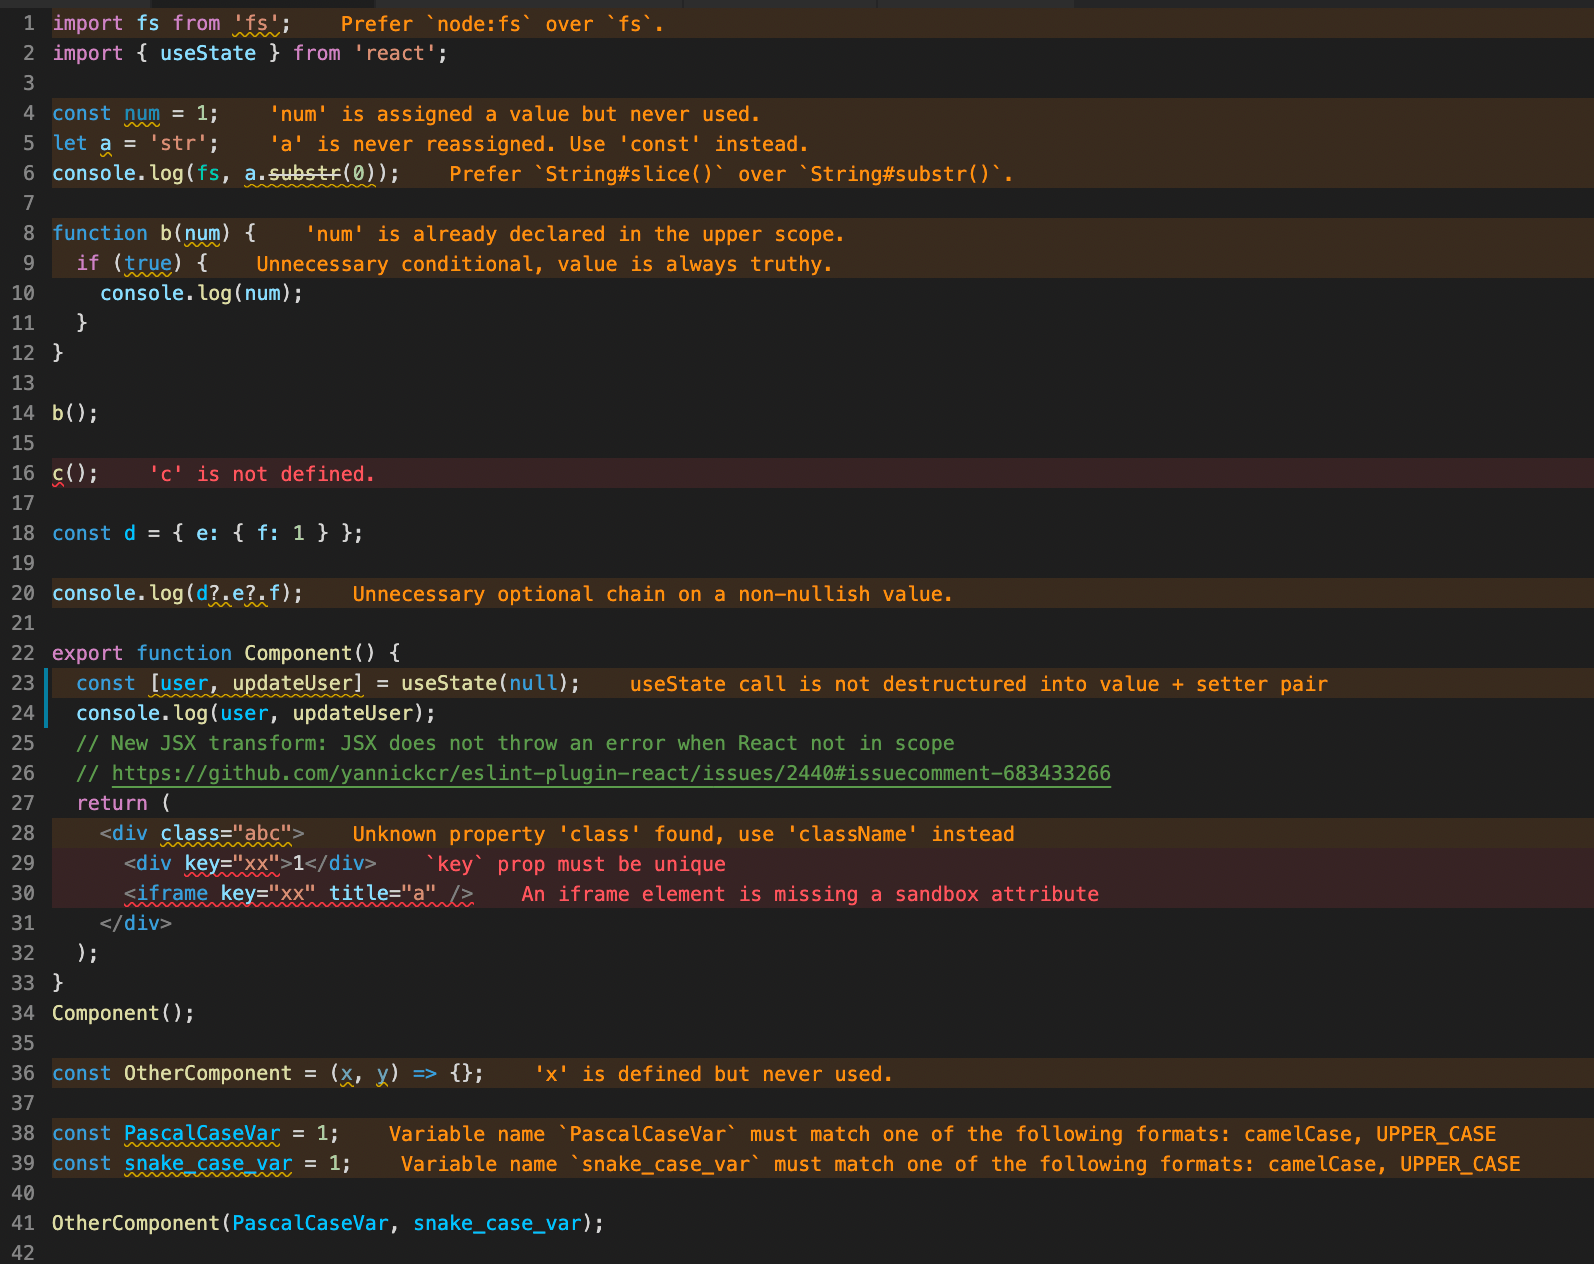 1 import fs from 'fs'; Prefer `node:fs` over `fs`.
2 import { useState } from 'react';
3
4 const num = 1; 'num' is assigned a value but never used.
5 let a = 'str'; 'a' is never reassigned. Use 'const' instead.
6 console.log(fs, a.substr(0)); Prefer `String#slice()` over `String#substr()`.
7
8 function b(num) { 'num' is already declared in the upper scope.
9   if (true) { Unnecessary conditional, value is always truthy.
10     console.log(num);
11   }
12 }
13
14 b();
15
16 c(); 'c' is not defined.
17
18 const d = { e: { f: 1 } };
19
20 console.log(d?.e?.f); Unnecessary optional chain on a non-nullish value.
21
22 export function Component() {
23   const [user, updateUser] = useState(null); useState call is not destructured into value + setter pair
24   console.log(user, updateUser);
25   // New JSX transform: JSX does not throw an error when React not in scope
26   // https://github.com/yannickcr/eslint-plugin-react/issues/2440#issuecomment-683433266
27   return (
28     <div class="abc"> Unknown property 'class' found, use 'className' instead
29       <div key="xx">1</div> `key` prop must be unique
30       <iframe key="xx" title="a" /> An iframe element is missing a sandbox attribute
31     </div>
32   );
33 }
34 Component();
35
36 const OtherComponent = (x, y) => {}; 'x' is defined but never used.
37
38 const PascalCaseVar = 1; Variable name `PascalCaseVar` must match one of the following formats: camelCase, UPPER_CASE
39 const snake_case_var = 1; Variable name `snake_case_var` must match one of the following formats: camelCase, UPPER_CASE
40
41 OtherComponent(PascalCaseVar, snake_case_var);
42